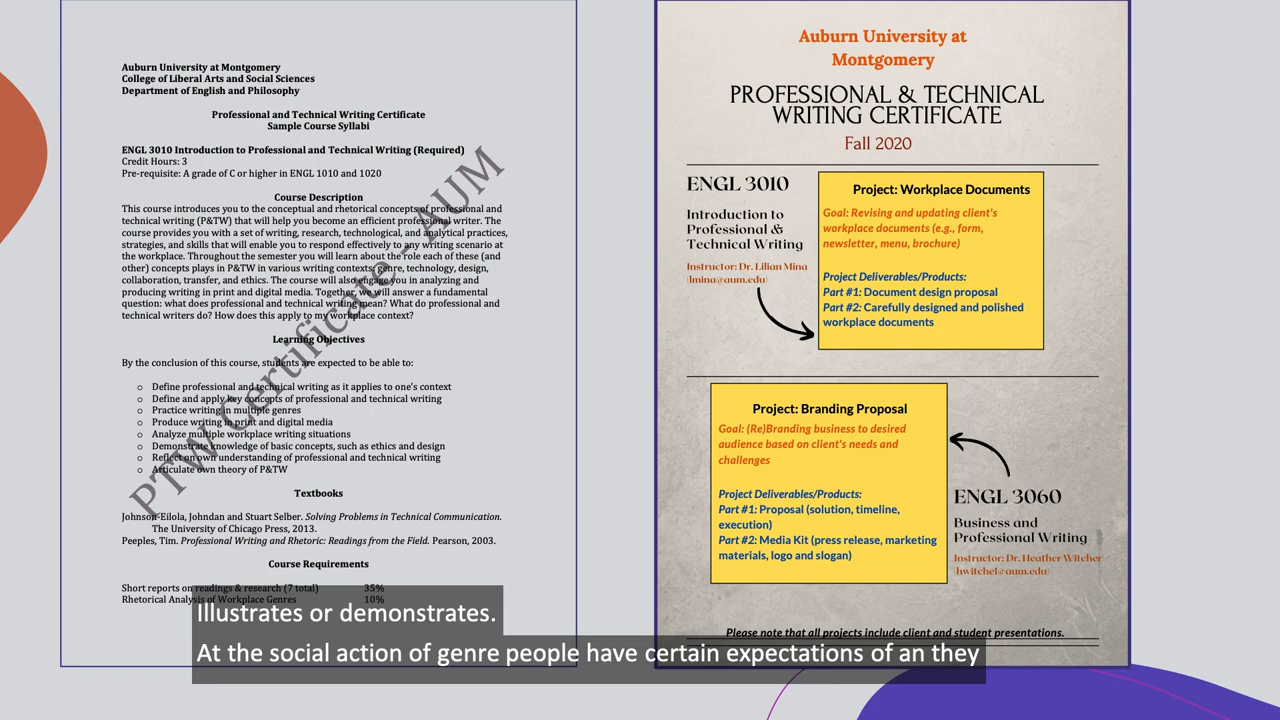 Auburn University at Montgomery
College of Liberal Arts and Social Sciences
Department of English and Philosophy
Professional and Technical Writing Certificate
Sample Course Syllabi
ENGL 3010 Introduction to Professional and Technical Writing (Required)
Credit Hours: 3
Pre-requisite: A grade of C or higher in ENGL 1010 and 1020
Course Description
This course introduces you to the conceptual and rhetorical concepts of professional and
technical writing (P&TW) that will help you become an efficient professional writer. The
course provides you with a set of writing, research, technological, and analytical practices,
strategies, and skills that will enable you to respond effectively to any writing scenario at
the workplace. Throughout the semester you will learn about the role each of these (and
other) concepts plays in P&TW in various writing contexts: genre, technology, design,
collaboration, transfer, and ethics. The course will also engage you in analyzing and
producing writing in print and digital media. Together, we will answer a fundamental
question: what does professional and technical writing mean? What do professional and
technical writers do? How does this apply to my workplace context?
Learning Objectives
By the conclusion of this course, students are expected to be able to:
o Define professional and technical writing as it applies to one's context
o Define and apply key concepts of professional and technical writing
o Practice writing in multiple genres
o Produce writing in print and digital media
o Analyze multiple workplace writing situations
o Demonstrate knowledge of basic concepts, such as ethics and design
o Reflect on own understanding of professional and technical writing
o Articulate own theory of P&TW
Textbooks
Johnson-Eilola, Johndan and Stuart Selber. Solving Problems in Technical Communication.
The University of Chicago Press, 2013.
Peeples, Tim. Professional Writing and Rhetoric: Readings from the Field. Pearson, 2003.
Course Requirements
Short reports on readings & research (7 total) 35%
Rhetorical Analysis of Workplace Genres 10%
PTW Certificate - AUM
Auburn University at
Montgomery
PROFESSIONAL & TECHNICAL
WRITING CERTIFICATE
Fall 2020
ENGL 3010
Introduction to
Professional &
Technical Writing
Instructor: Dr. Lilian Mina
(lmina@aum.edu)
Project: Workplace Documents
Goal: Revising and updating client's
workplace documents (e.g., form,
newsletter, menu, brochure)
Project Deliverables/Products:
Part #1: Document design proposal
Part #2: Carefully designed and polished
workplace documents
Project: Branding Proposal
Goal: (Re)Branding business to desired
audience based on client's needs and
challenges
Project Deliverables/Products:
Part #1: Proposal (solution, timeline,
execution)
Part #2: Media Kit (press release, marketing
materials, logo and slogan)
ENGL 3060
Business and
Professional Writing
Instructor: Dr. Heather Witcher
(hwitchel@aum.edu)
Please note that all projects include client and student presentations.
Illustrates or demonstrates.
At the social action of genre people have certain expectations of an they